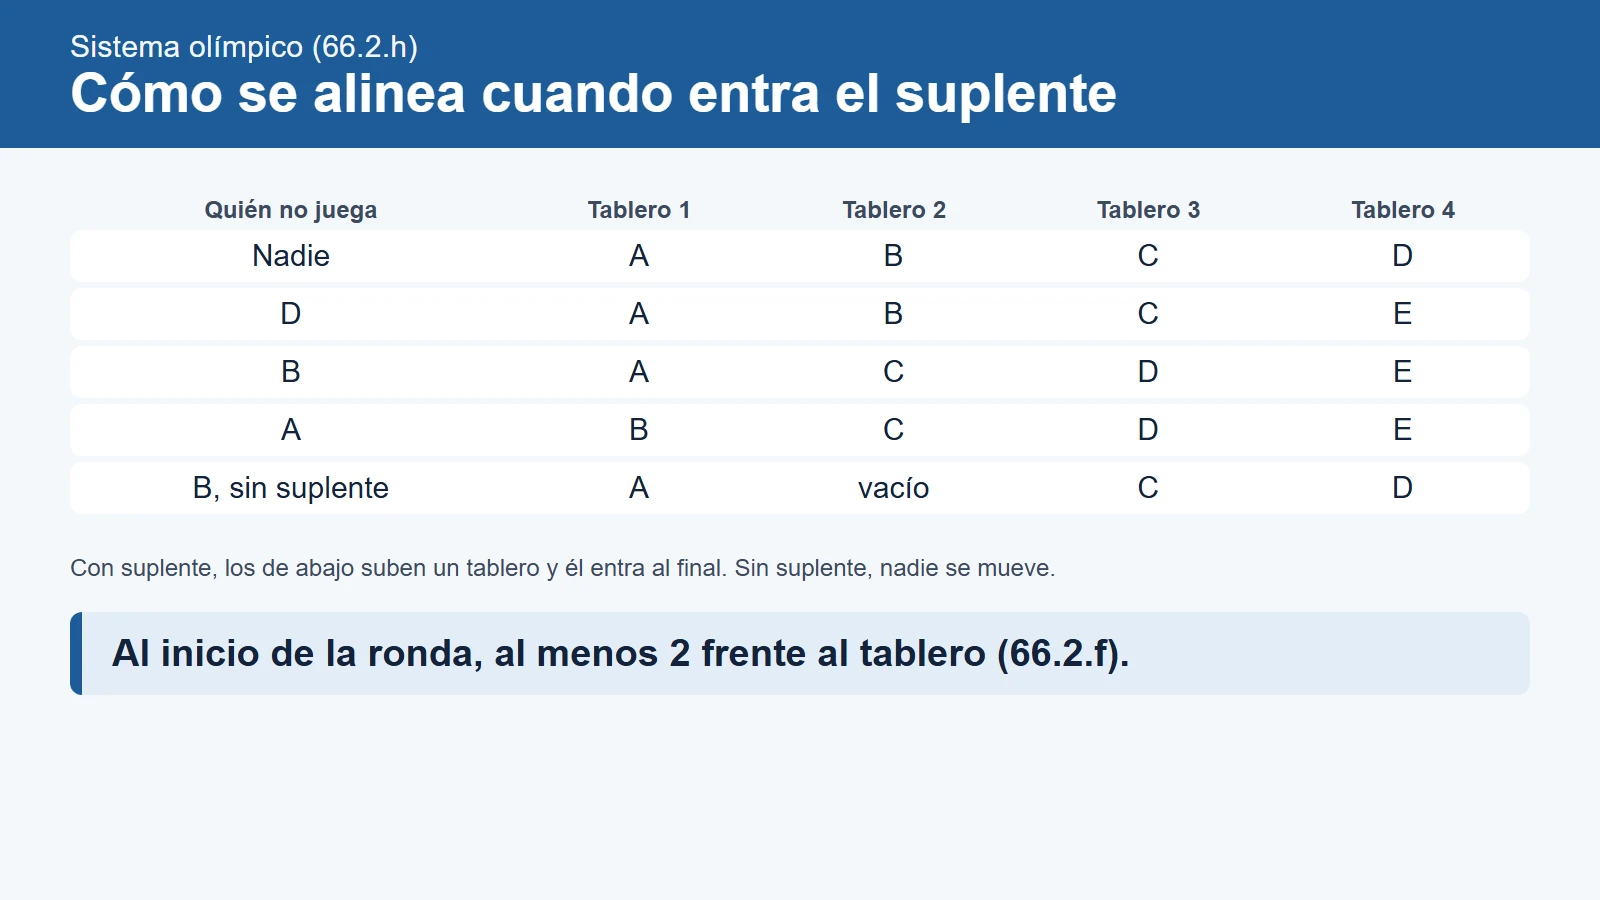 Sistema olímpico (66.2.h)
Cómo se alinea cuando entra el suplente
Quién no juega Tablero 1 Tablero 2 Tablero 3 Tablero 4
Nadie A B C D
D A B C E
B A C D E
A B C D E
B, sin suplente A vacío C D
Con suplente, los de abajo suben un tablero y él entra al final. Sin suplente, nadie se mueve.
Al inicio de la ronda, al menos 2 frente al tablero (66.2.f).